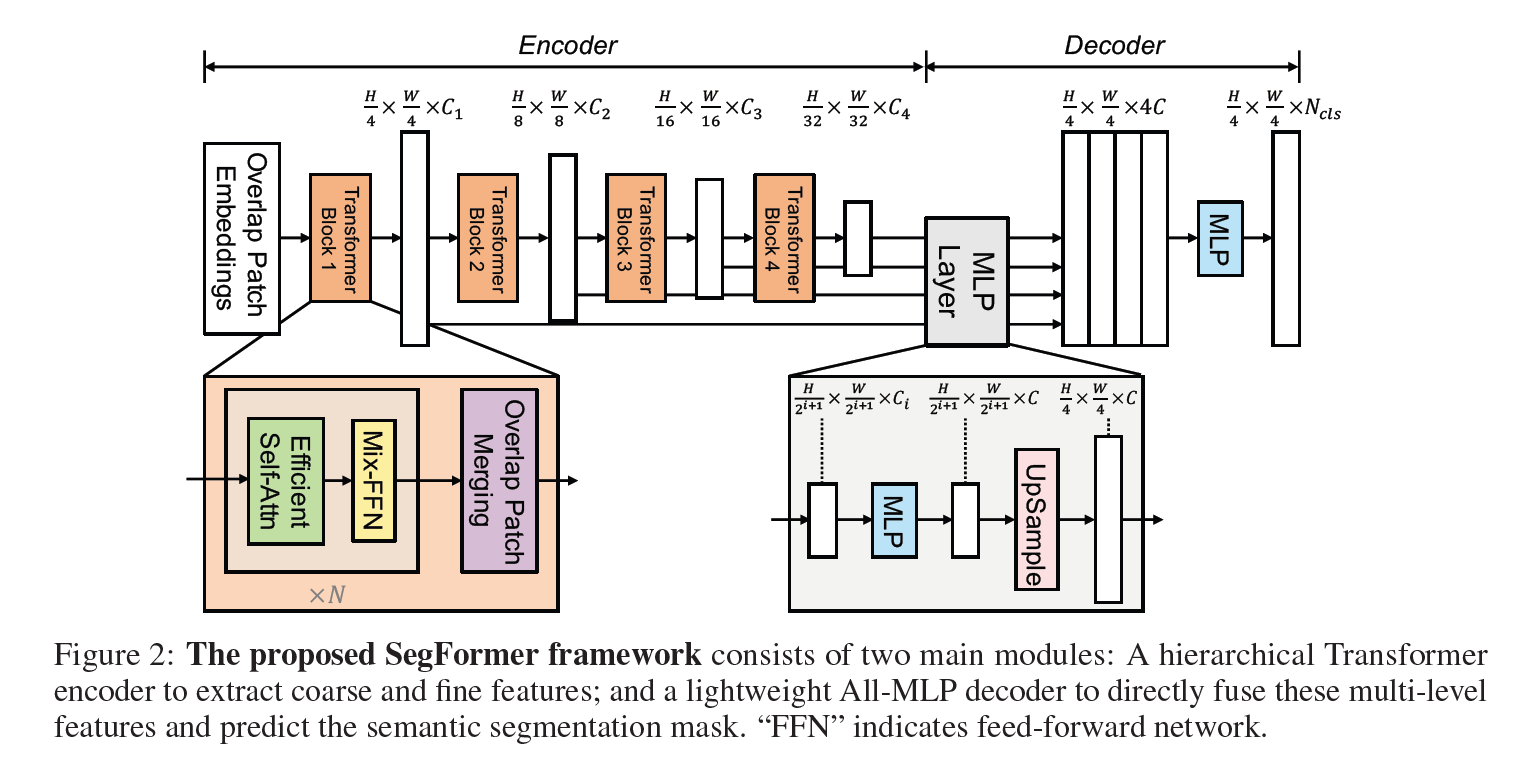 Encoder
Decoder
H/4 × W/4 × C₁
H/8 × W/8 × C₂
H/16 × W/16 × C₃
H/32 × W/32 × C₄
H/4 × W/4 × 4C
H/4 × W/4 × N_cls
Overlap Patch
Embeddings
Transformer
Block 1
Transformer
Block 2
Transformer
Block 3
Transformer
Block 4
MLP
Layer
MLP
Efficient
Self-Attn
Mix-FFN
Overlap Patch
Merging
×N
H/2^{i+1} × W/2^{i+1} × C_i
H/2^{i+1} × W/2^{i+1} × C
H/4 × W/4 × C
MLP
UpSample
Figure 2: The proposed SegFormer framework consists of two main modules: A hierarchical Transformer
encoder to extract coarse and fine features; and a lightweight All-MLP decoder to directly fuse these multi-level
features and predict the semantic segmentation mask. “FFN” indicates feed-forward network.